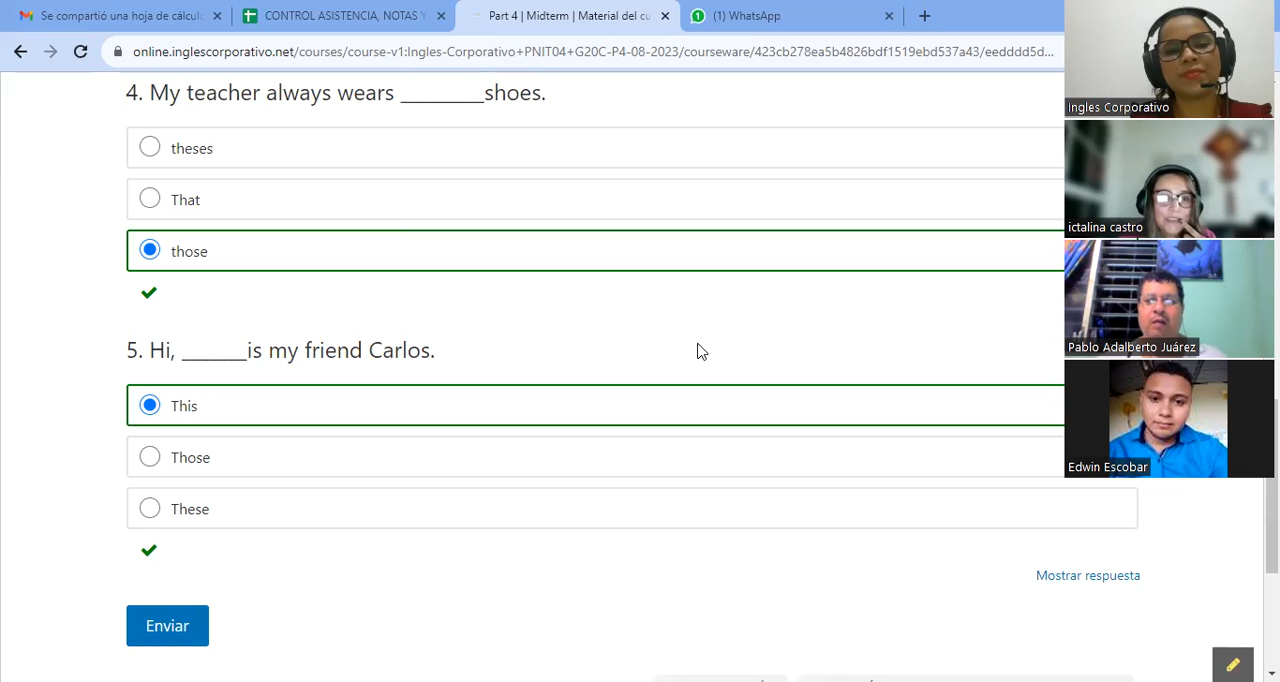 Se compartió una hoja de cálcu
CONTROL ASISTENCIA, NOTAS Y
Part 4 | Midterm | Material del cu
(1) WhatsApp
online.inglescorporativo.net/courses/course-v1:Ingles-Corporativo+PNIT04+G20C-P4-08-2023/courseware/423cb278ea5b4826bdf1519ebd537a43/eedddd5d...
4. My teacher always wears _________shoes.
theses
That
those
5. Hi, _______is my friend Carlos.
This
Those
These
Mostrar respuesta
Enviar
Ingles Corporativo
ictalina castro
Pablo Adalberto Juárez
Edwin Escobar